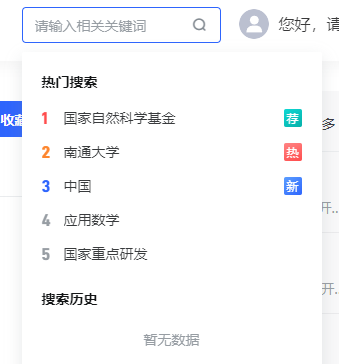 请输入相关关键词
您好，请
热门搜索
收藏
1 国家自然科学基金 荐
多
2 南通大学 热
3 中国 新
开..
4 应用数学
5 国家重点研发
开..
搜索历史
暂无数据